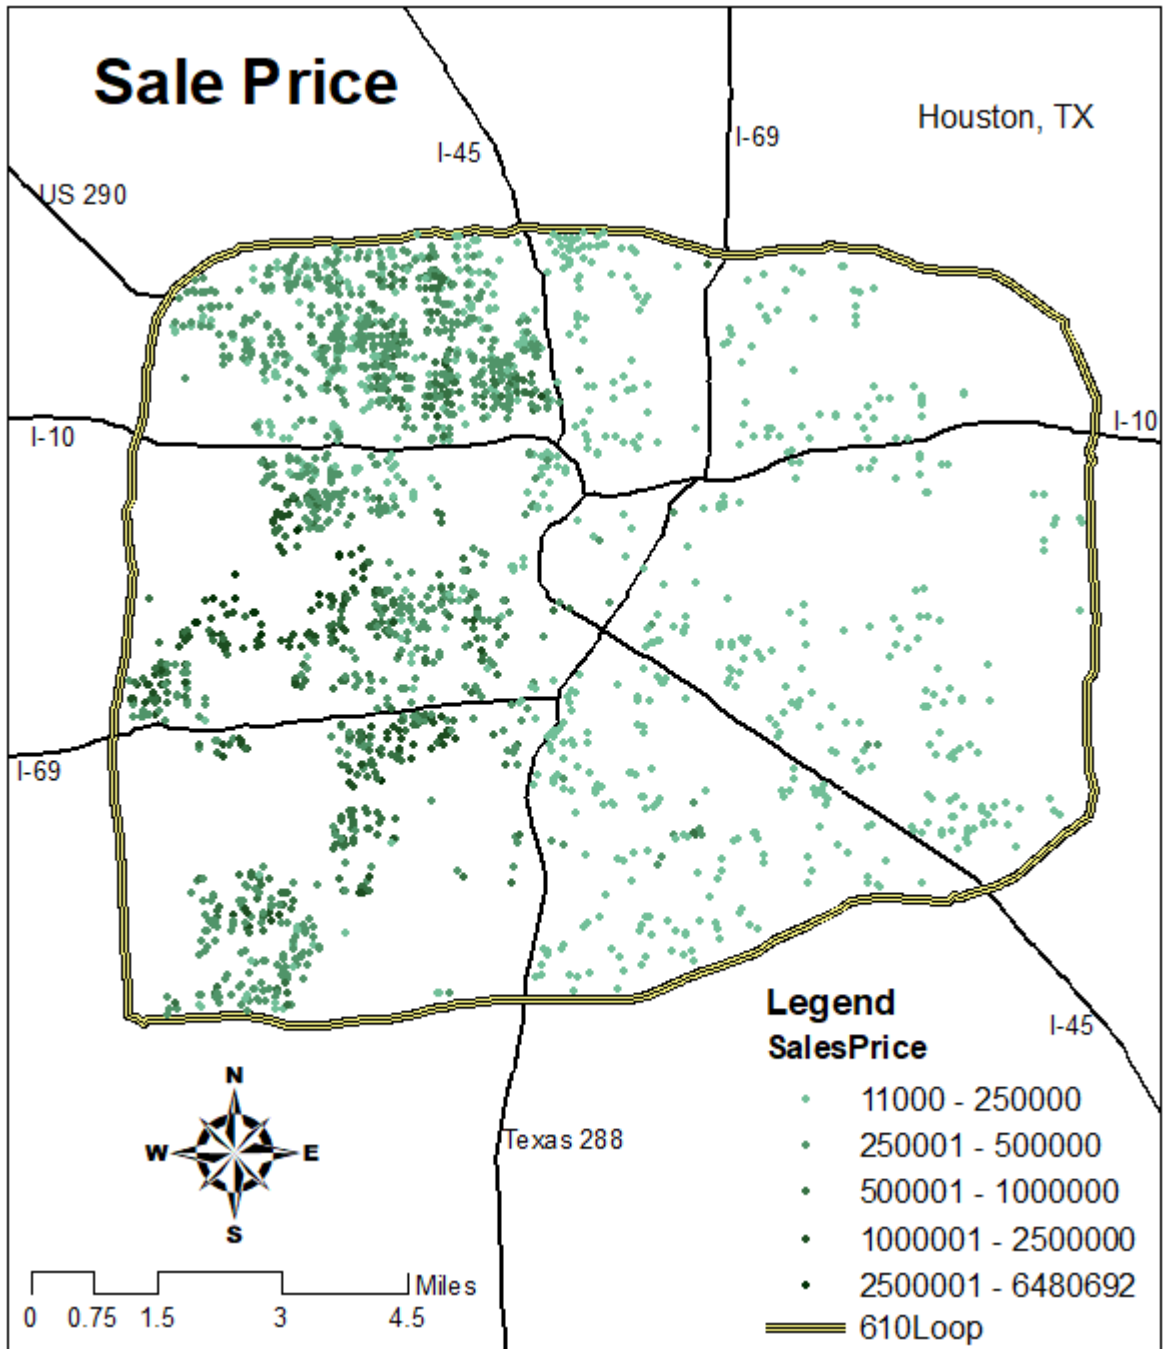 Sale Price
Houston, TX
I-69
I-45
US 290
I-10
I-10
I-69
Legend
SalesPrice
I-45
N
11000 - 250000
Texas 288
250001 - 500000
W E
500001 - 1000000
S
1000001 - 2500000
2500001 - 6480692
Miles
0 0.75 1.5 3 4.5
610Loop